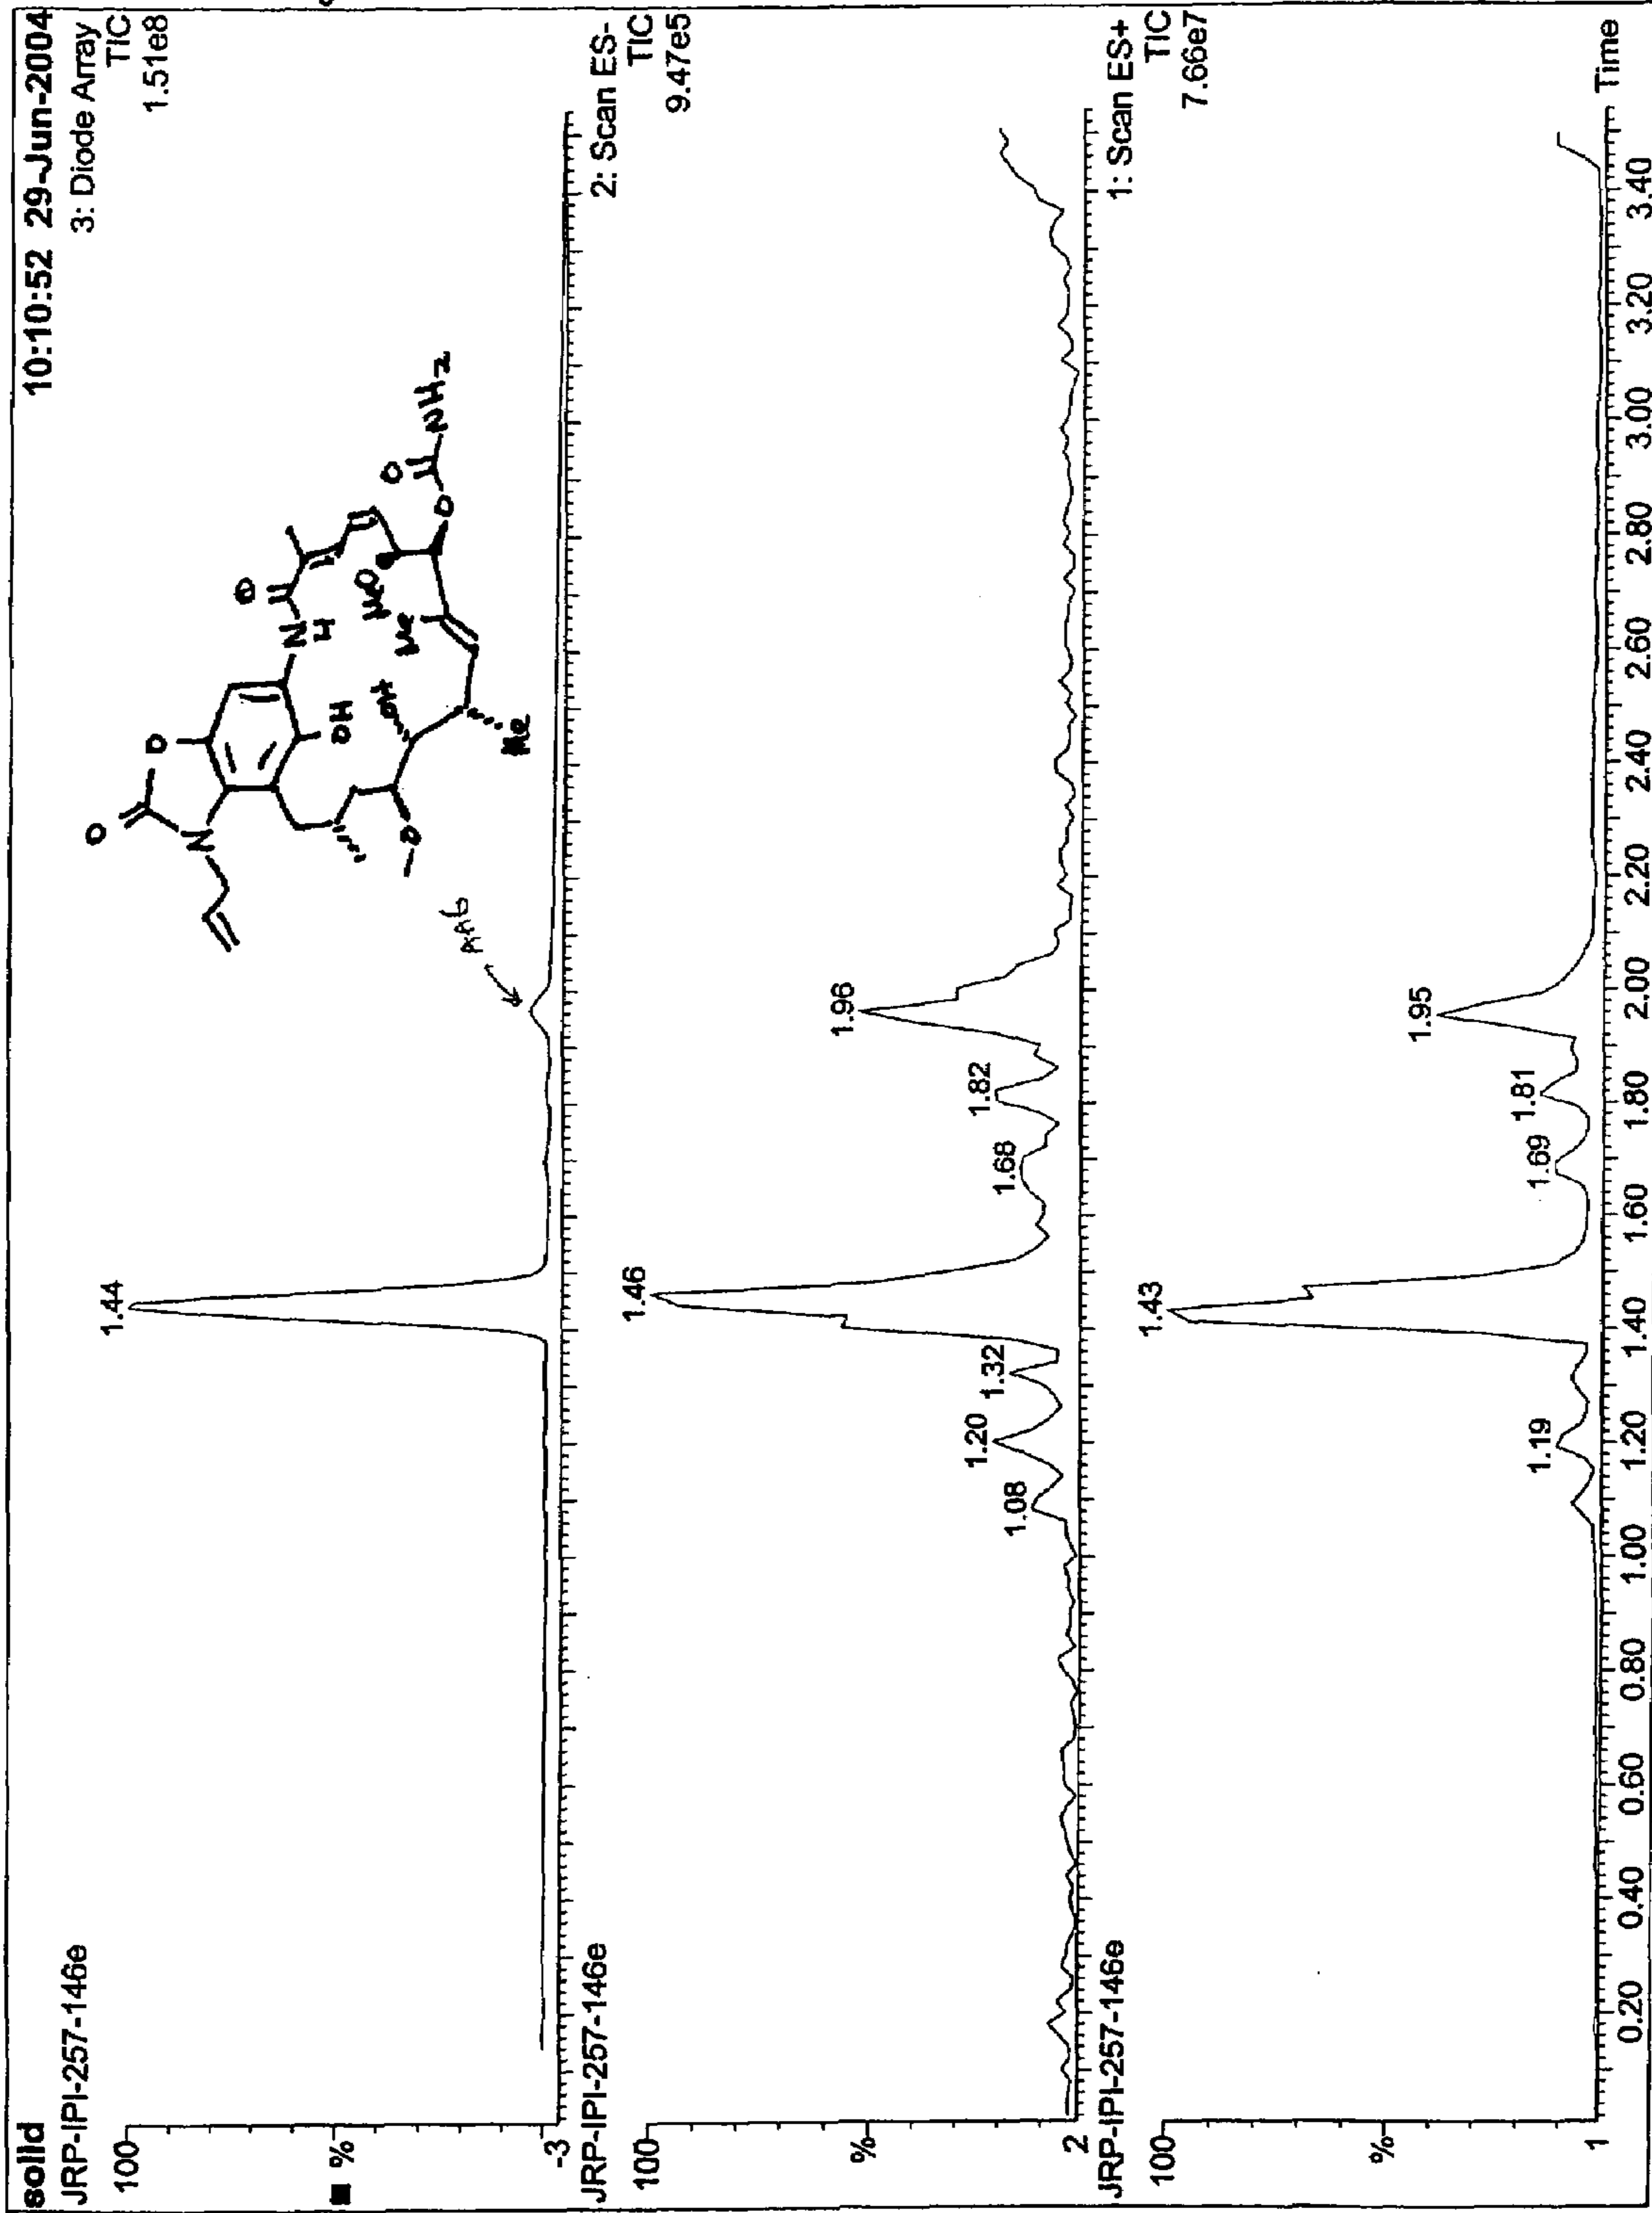 solid
10:10:52 29-Jun-2004
JRP-IPI-257-146e
3: Diode Array
TIC
1.51e8
100
%
-3
1.44
O
O
N
O
N
H
O
OH
OH
MeO
Me
O
O
NH2
Me
O
JRP-IPI-257-146e
2: Scan ES-
TIC
9.47e5
100
%
2
1.08
1.20
1.32
1.46
1.68
1.82
1.96
JRP-IPI-257-146e
1: Scan ES+
TIC
7.66e7
100
%
1
1.19
1.43
1.69
1.81
1.95
0.20 0.40 0.60 0.80 1.00 1.20 1.40 1.60 1.80 2.00 2.20 2.40 2.60 2.80 3.00 3.20 3.40
Time